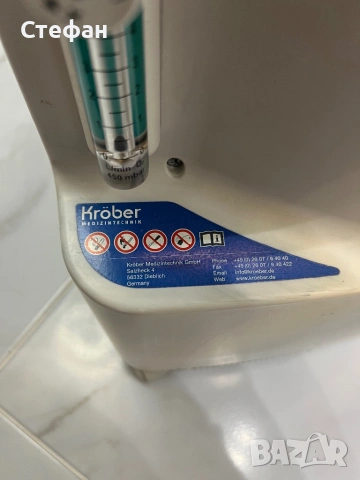 Стефан
l/min
450 mbar
Kröber
MEDIZINTECHNIK
Kröber Medizintechnik GmbH
Salzheck 4
56332 Dieblich
Germany
Phone +49 (0) 26 07 / 9 40 40
Fax +49 (0) 26 07 / 9 40 422
Email info@kroeber.de
Web www.kroeber.de
BAZAR